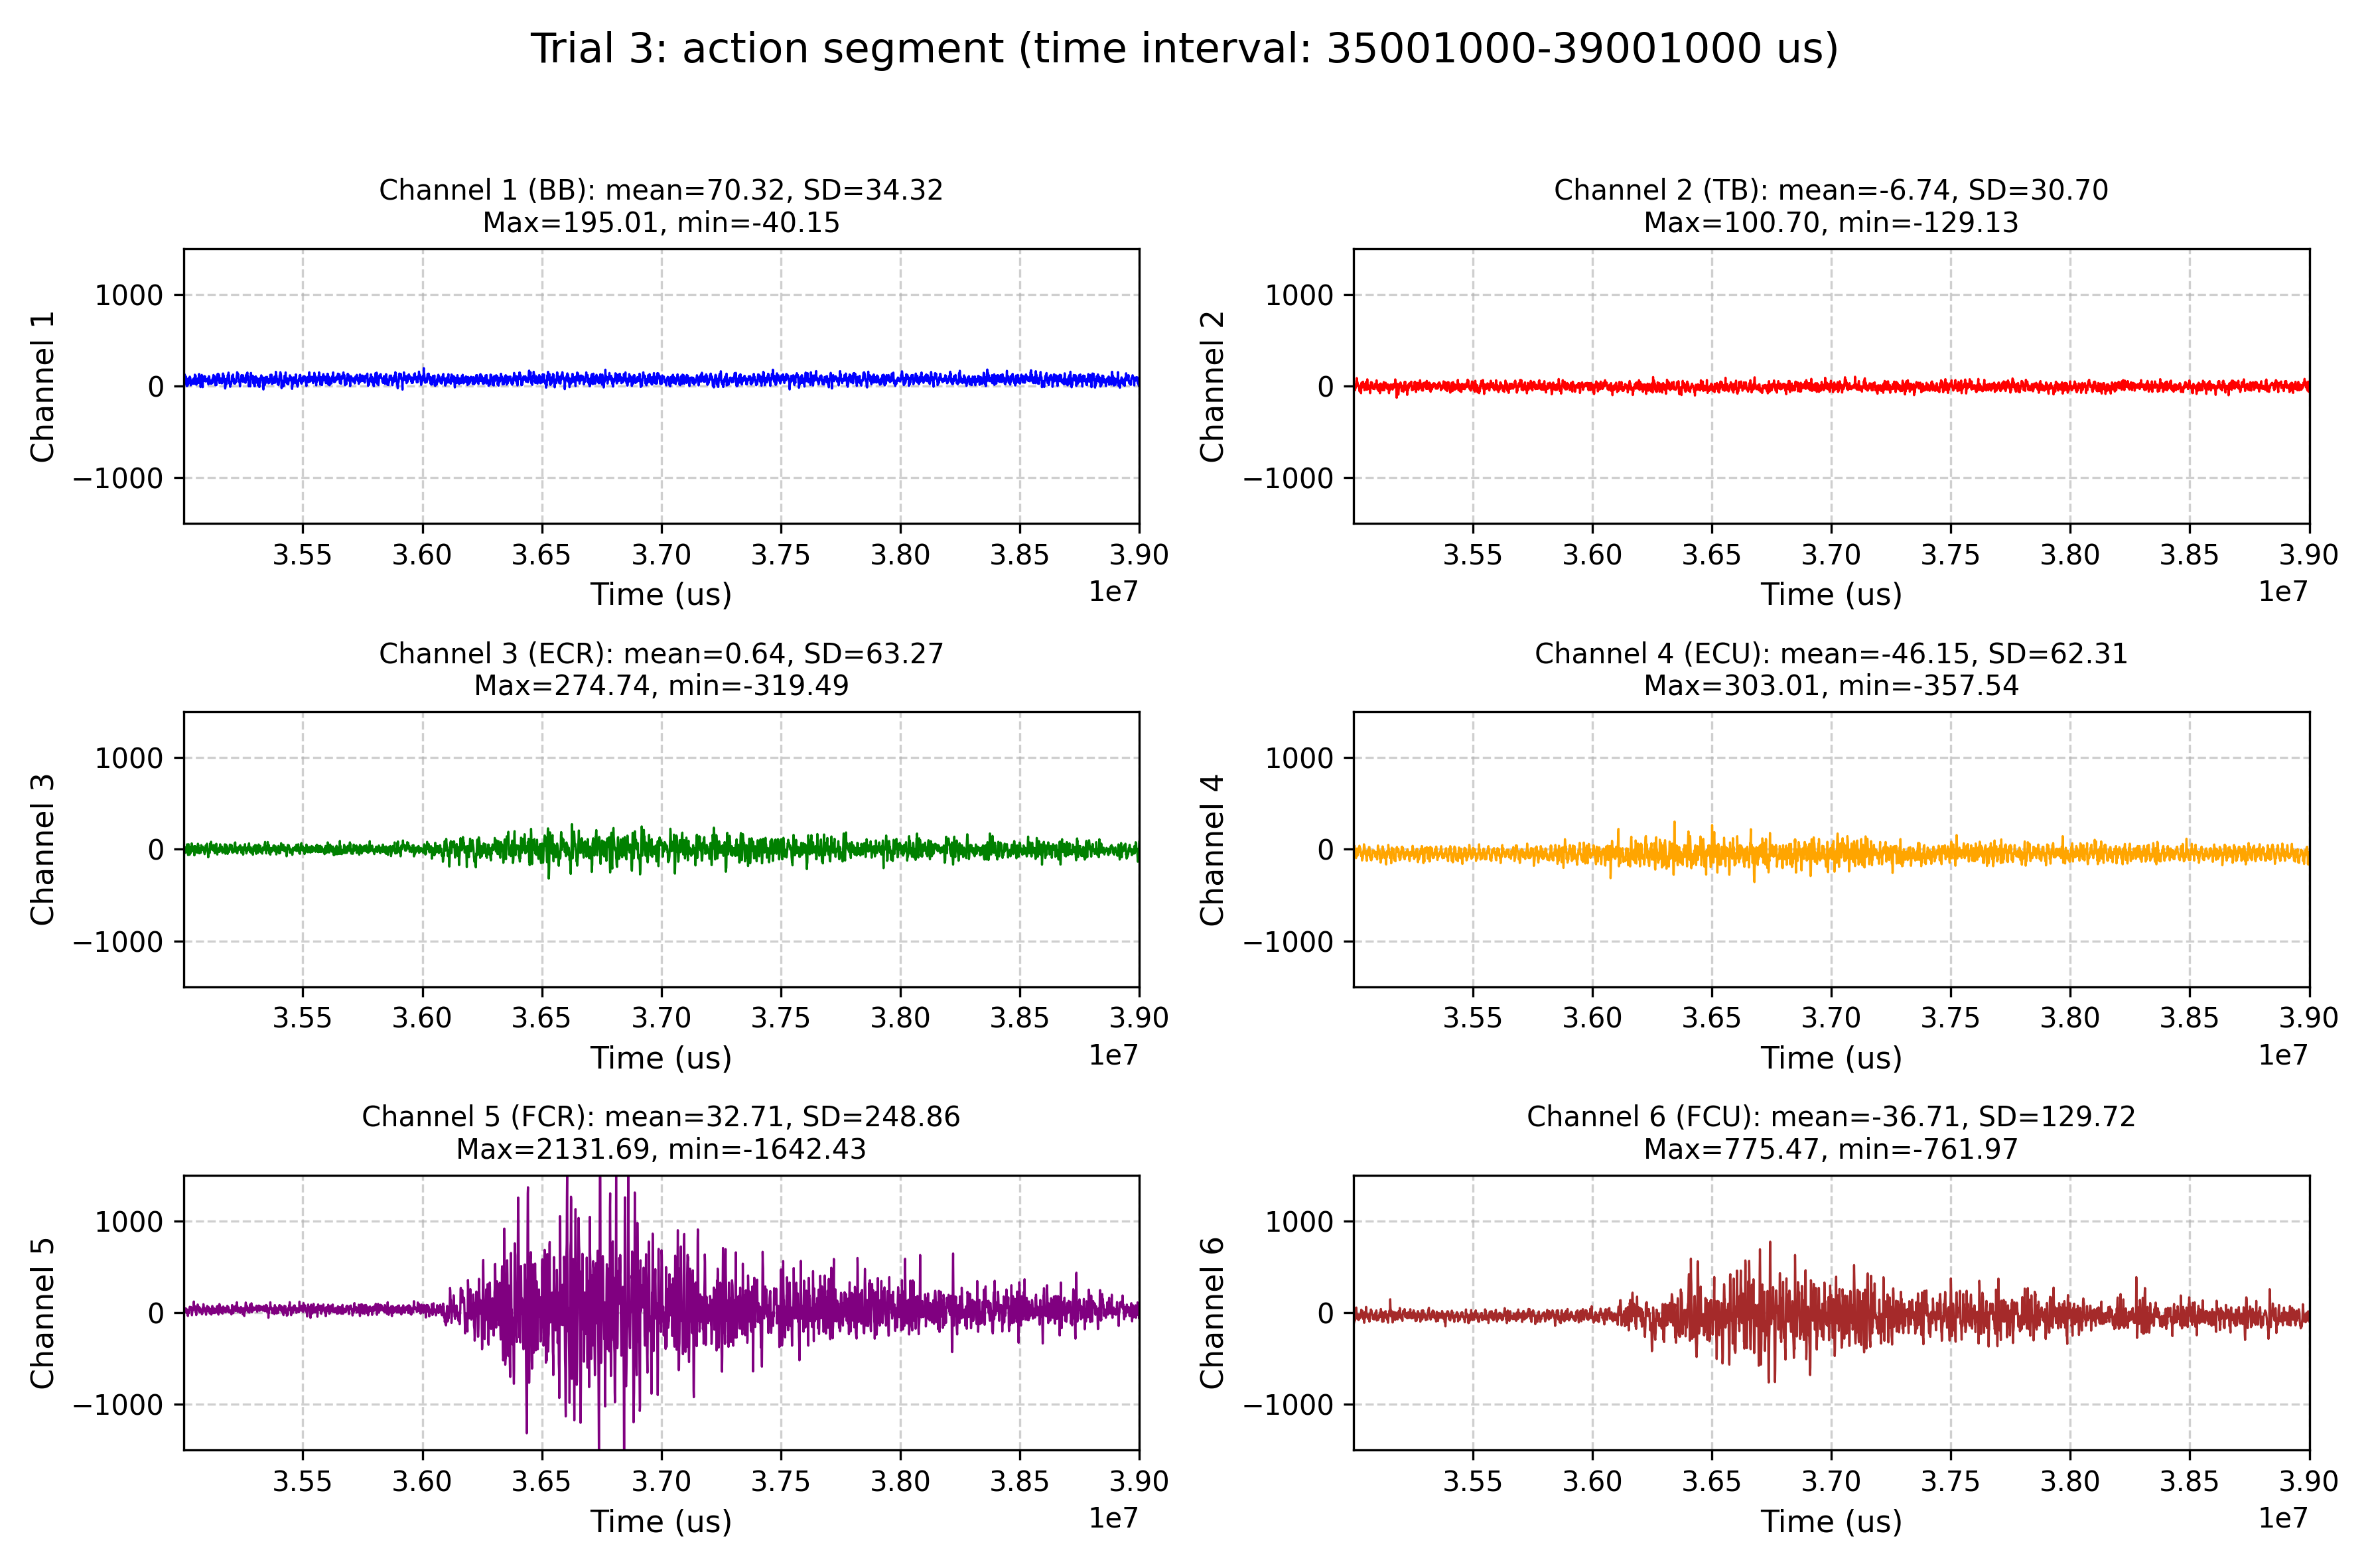 Trial 3: action segment (time interval: 35001000-39001000 us)
Channel 1 (BB): mean=70.32, SD=34.32
Max=195.01, min=-40.15
1000
0
−1000
Channel 1
3.55 3.60 3.65 3.70 3.75 3.80 3.85 3.90
Time (us)
1e7
Channel 2 (TB): mean=-6.74, SD=30.70
Max=100.70, min=-129.13
1000
0
−1000
Channel 2
3.55 3.60 3.65 3.70 3.75 3.80 3.85 3.90
Time (us)
1e7
Channel 3 (ECR): mean=0.64, SD=63.27
Max=274.74, min=-319.49
1000
0
−1000
Channel 3
3.55 3.60 3.65 3.70 3.75 3.80 3.85 3.90
Time (us)
1e7
Channel 4 (ECU): mean=-46.15, SD=62.31
Max=303.01, min=-357.54
1000
0
−1000
Channel 4
3.55 3.60 3.65 3.70 3.75 3.80 3.85 3.90
Time (us)
1e7
Channel 5 (FCR): mean=32.71, SD=248.86
Max=2131.69, min=-1642.43
1000
0
−1000
Channel 5
3.55 3.60 3.65 3.70 3.75 3.80 3.85 3.90
Time (us)
1e7
Channel 6 (FCU): mean=-36.71, SD=129.72
Max=775.47, min=-761.97
1000
0
−1000
Channel 6
3.55 3.60 3.65 3.70 3.75 3.80 3.85 3.90
Time (us)
1e7